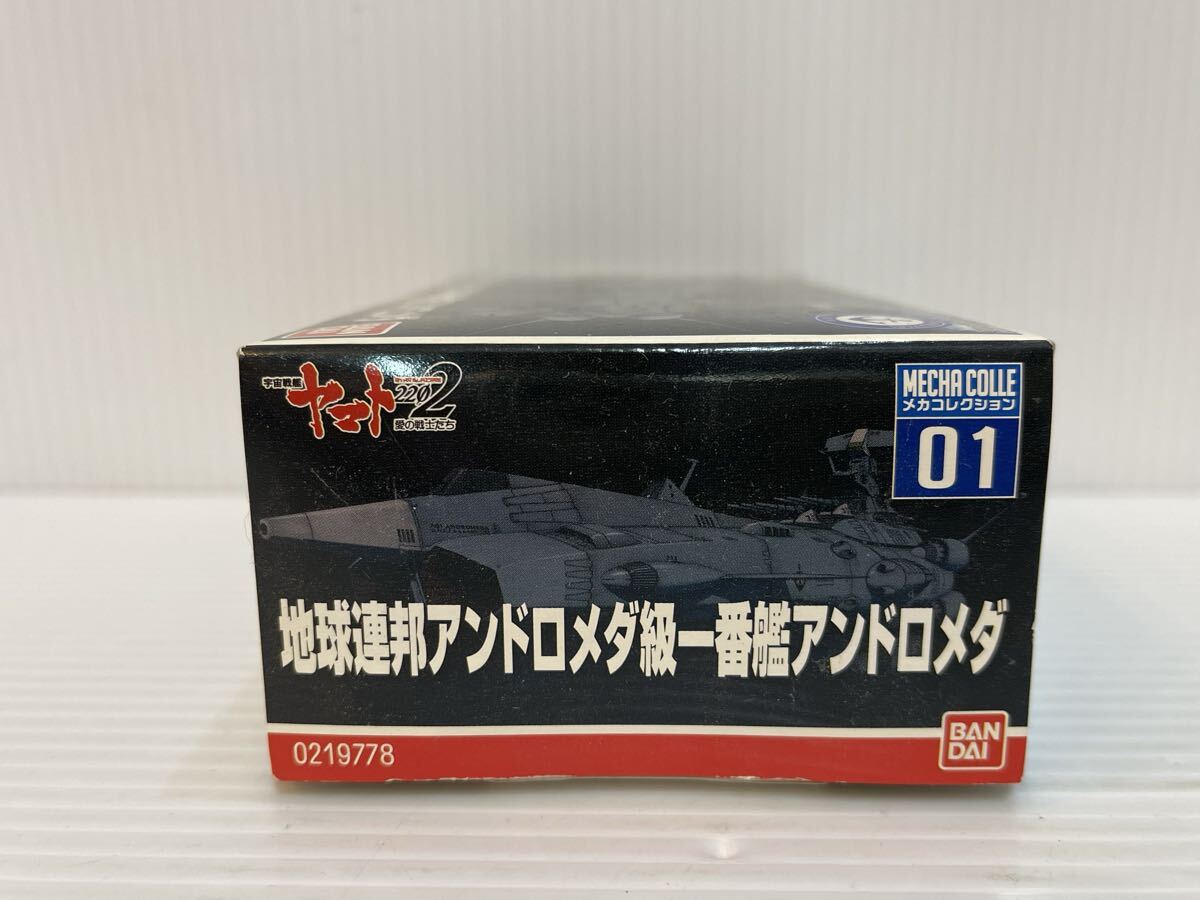 宇宙戦艦
ヤマト
2202
愛の戦士たち
MECHA COLLE
メカコレクション
01
地球連邦アンドロメダ級一番艦アンドロメダ
0219778
BAN
DAI